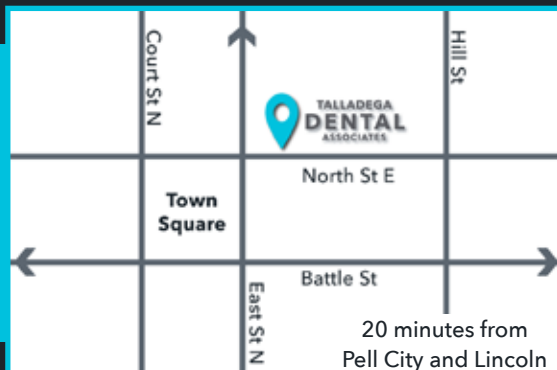 Court St N
Hill St
TALLADEGA
DENTAL
ASSOCIATES
North St E
Town
Square
Battle St
East St N
20 minutes from
Pell City and Lincoln